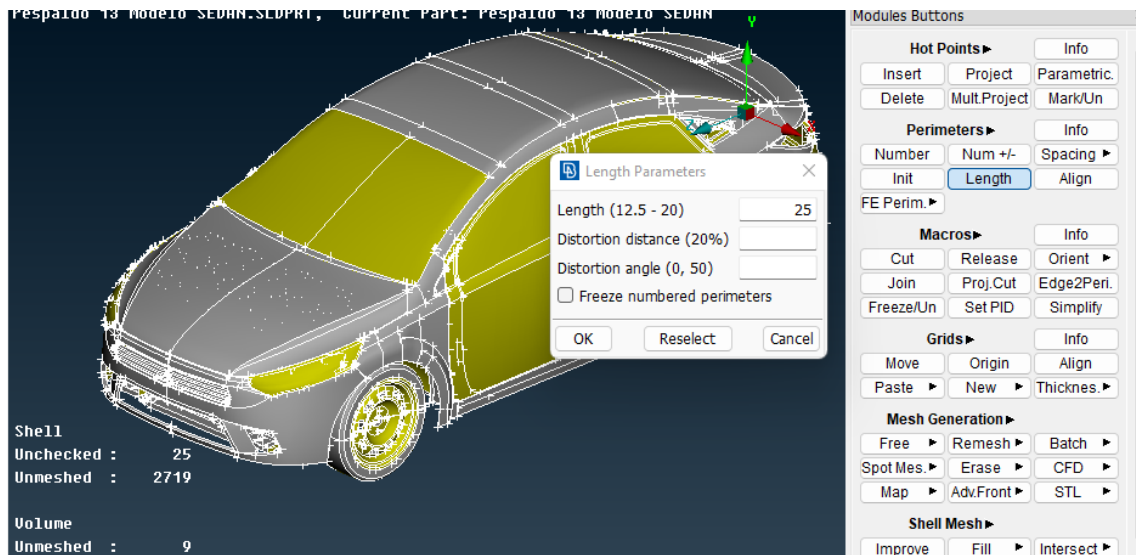 Respaldo 13 Modelo SEDAN.SLDPRT, Current Part: Respaldo 13 Modelo SEDAN
Y
X
Z
Length Parameters
Length (12.5 - 20) 25
Distortion distance (20%)
Distortion angle (0, 50)
Freeze numbered perimeters
OK Reselect Cancel
Shell
Unchecked : 25
Unmeshed : 2719
Volume
Unmeshed : 9
Modules Buttons
Hot Points Info
Insert Project Parametric.
Delete Mult.Project Mark/Un
Perimeters Info
Number Num +/- Spacing
Init Length Align
FE Perim.
Macros Info
Cut Release Orient
Join Proj.Cut Edge2Peri.
Freeze/Un Set PID Simplify
Grids Info
Move Origin Align
Paste New Thicknes.
Mesh Generation
Free Remesh Batch
Spot Mes. Erase CFD
Map Adv.Front STL
Shell Mesh
Improve Fill Intersect